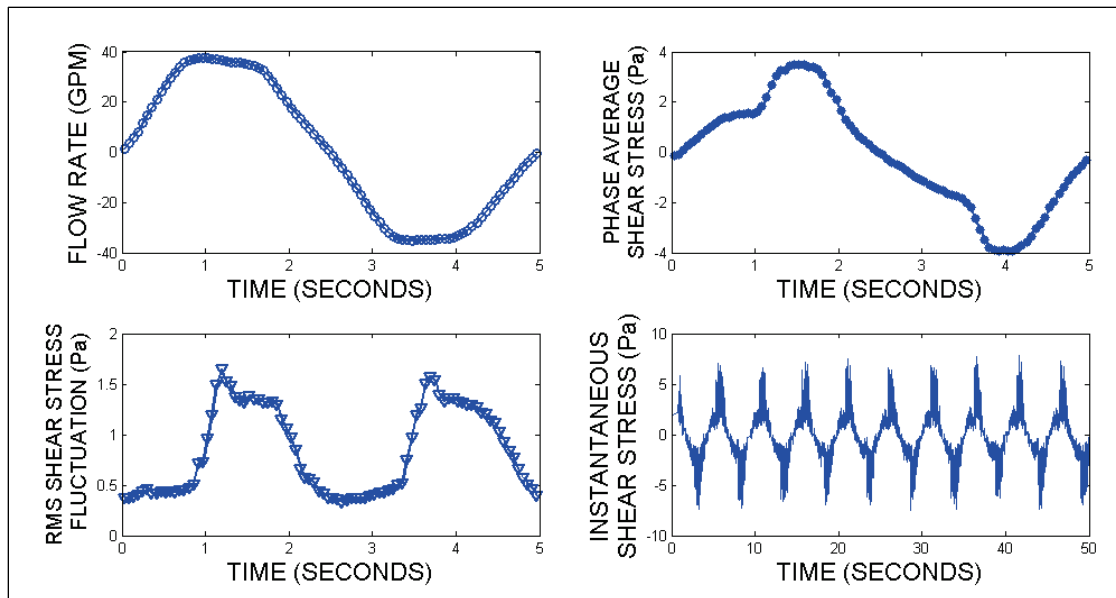 FLOW RATE (GPM)
40
20
0
-20
-40
0 1 2 3 4 5
TIME (SECONDS)
PHASE AVERAGE
SHEAR STRESS (Pa)
4
2
0
-2
-4
0 1 2 3 4 5
TIME (SECONDS)
RMS SHEAR STRESS
FLUCTUATION (Pa)
2
1.5
1
0.5
0
0 1 2 3 4 5
TIME (SECONDS)
INSTANTANEOUS
SHEAR STRESS (Pa)
10
5
0
-5
-10
0 10 20 30 40 50
TIME (SECONDS)